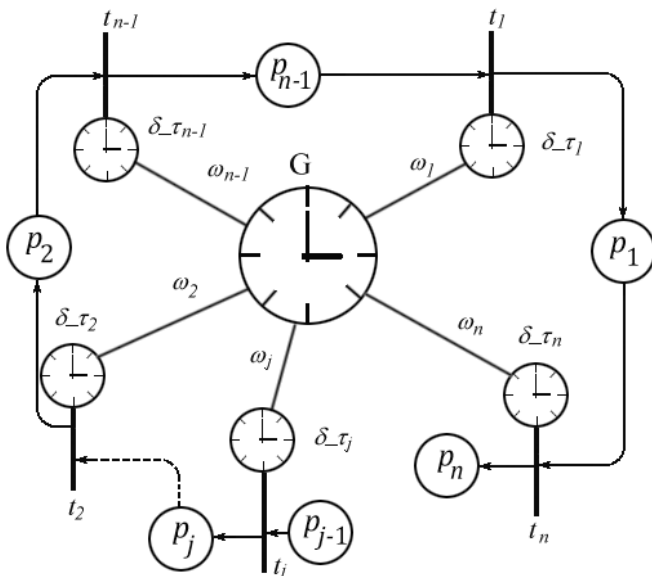 t_{n-1}
t_1
p_{n-1}
δ_τ_{n-1}
δ_τ_1
ω_{n-1}
G
ω_1
p_2
p_1
ω_2
ω_n
δ_τ_2
ω_j
δ_τ_n
δ_τ_j
p_n
t_2
p_j
p_{j-1}
t_n
t_j